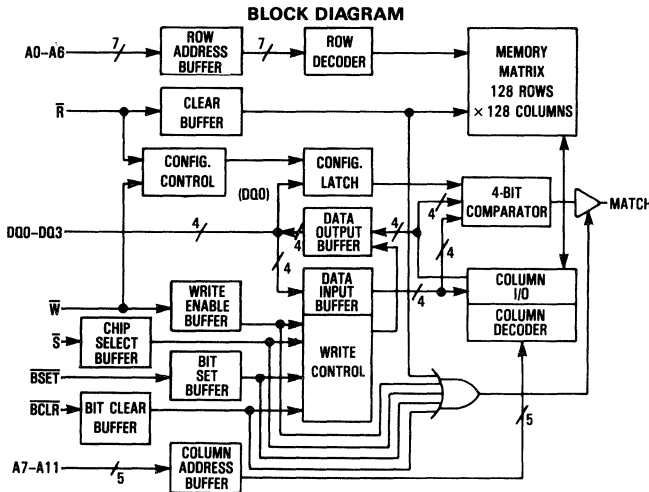 BLOCK DIAGRAM
A0-A6
7
ROW
ADDRESS
BUFFER
7
ROW
DECODER
MEMORY
MATRIX
128 ROWS
× 128 COLUMNS
R̅
CLEAR
BUFFER
CONFIG.
CONTROL
(DQ0)
CONFIG.
LATCH
4
4-BIT
COMPARATOR
MATCH
DQ0-DQ3
4
4
DATA
OUTPUT
BUFFER
4
4
4
DATA
INPUT
BUFFER
4
COLUMN
I/O
COLUMN
DECODER
W̅
WRITE
ENABLE
BUFFER
S̅
CHIP
SELECT
BUFFER
WRITE
CONTROL
B̅S̅E̅T̅
BIT
SET
BUFFER
B̅C̅L̅R̅
BIT CLEAR
BUFFER
5
A7-A11
5
COLUMN
ADDRESS
BUFFER